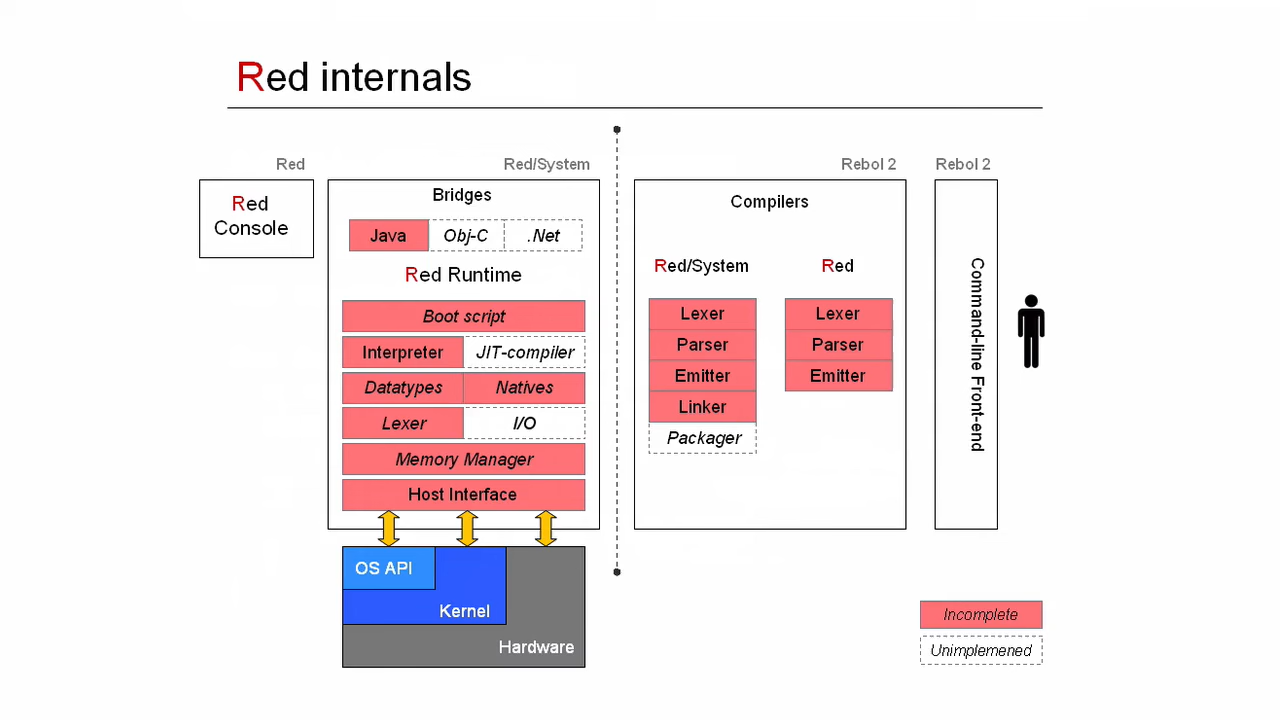 Red internals
Red
Red
Console
Red/System
Bridges
Java
Obj-C
.Net
Red Runtime
Boot script
Interpreter
JIT-compiler
Datatypes
Natives
Lexer
I/O
Memory Manager
Host Interface
OS API
Kernel
Hardware
Rebol 2
Compilers
Red/System
Lexer
Parser
Emitter
Linker
Packager
Red
Lexer
Parser
Emitter
Rebol 2
Command-line Front-end
Incomplete
Unimplemened